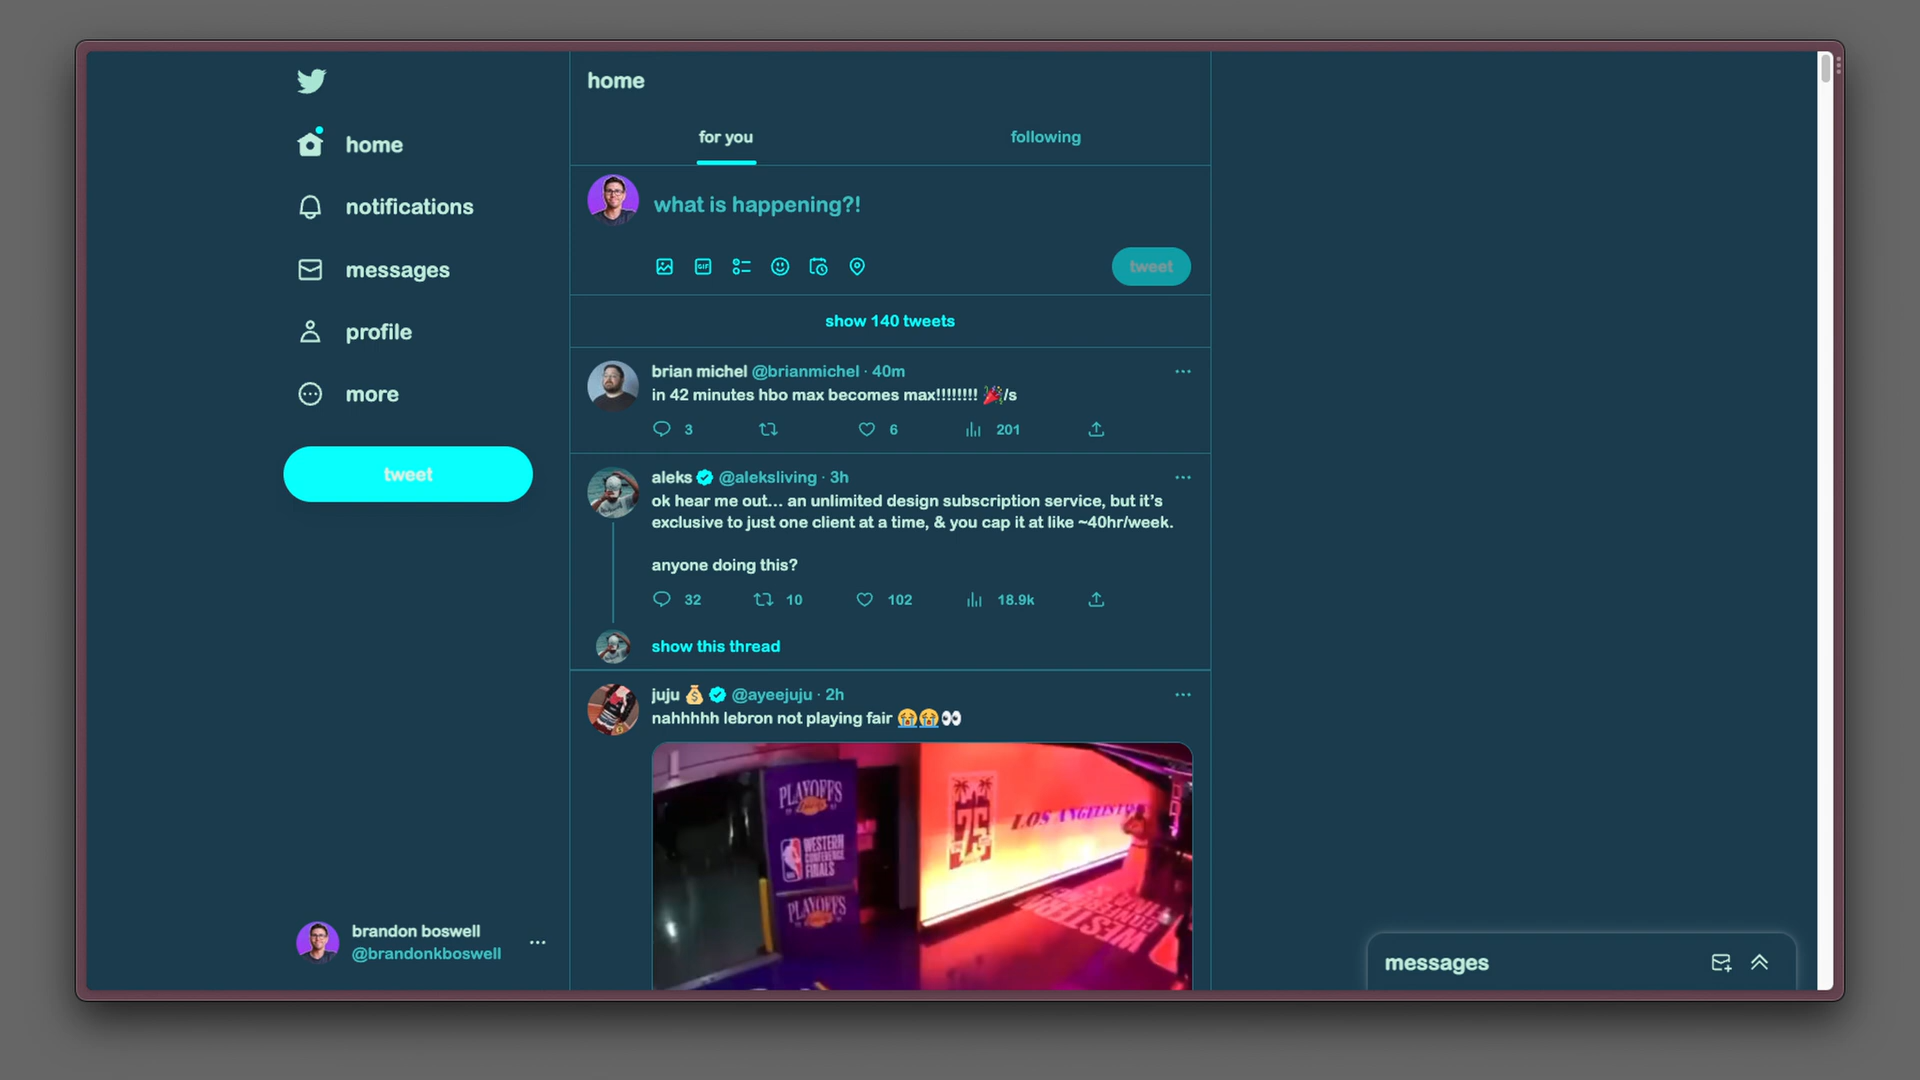 home
notifications
messages
profile
more
tweet
brandon boswell
@brandonkboswell
home
for you
following
what is happening?!
GIF
tweet
show 140 tweets
brian michel @brianmichel · 40m
in 42 minutes hbo max becomes max!!!!!!!! 🎉/s
3
6
201
aleks @aleksliving · 3h
ok hear me out... an unlimited design subscription service, but it's
exclusive to just one client at a time, & you cap it at like ~40hr/week.
anyone doing this?
32
10
102
18.9k
show this thread
juju 💰 @ayeejuju · 2h
nahhhhh lebron not playing fair 😭😭👀
PLAYOFFS
WESTERN
CONFERENCE
FINALS
PLAYOFFS
75
LOS ANGELES
messages